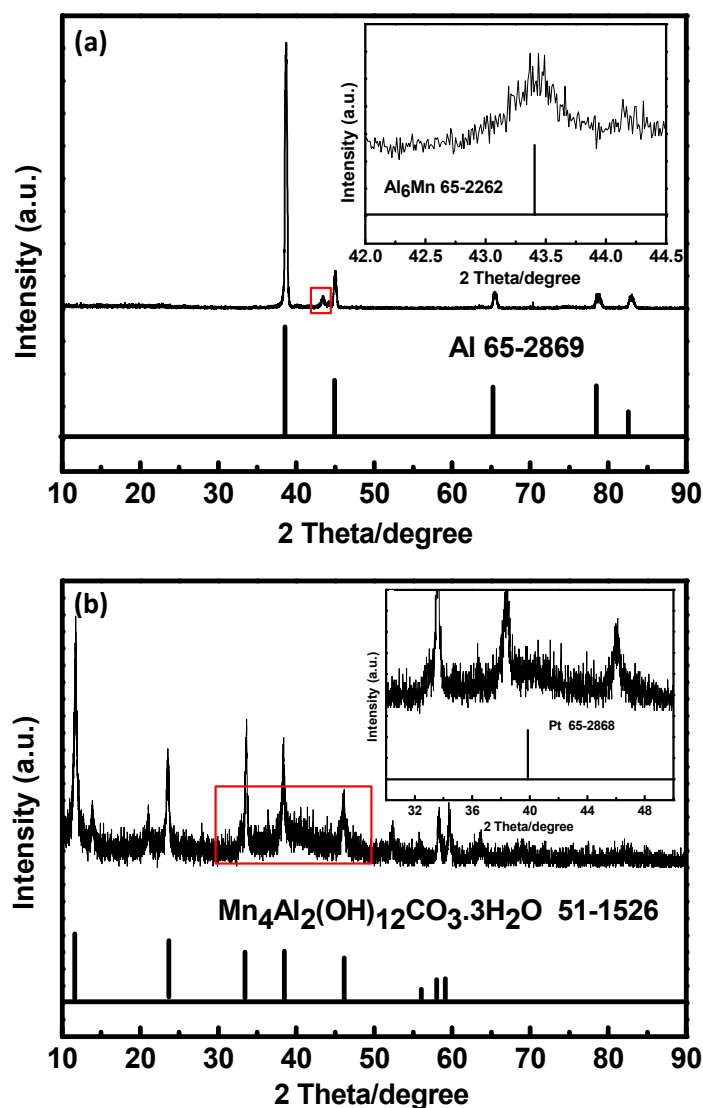 (a)
Intensity (a.u.)
Intensity (a.u.)
Al₆Mn 65-2262
42.0 42.5 43.0 43.5 44.0 44.5
2 Theta/degree
Al 65-2869
10 20 30 40 50 60 70 80 90
2 Theta/degree
(b)
Intensity (a.u.)
Intensity (a.u.)
Pt 65-2868
32 36 40 44 48
2 Theta/degree
Mn₄Al₂(OH)₁₂CO₃.3H₂O 51-1526
10 20 30 40 50 60 70 80 90
2 Theta/degree